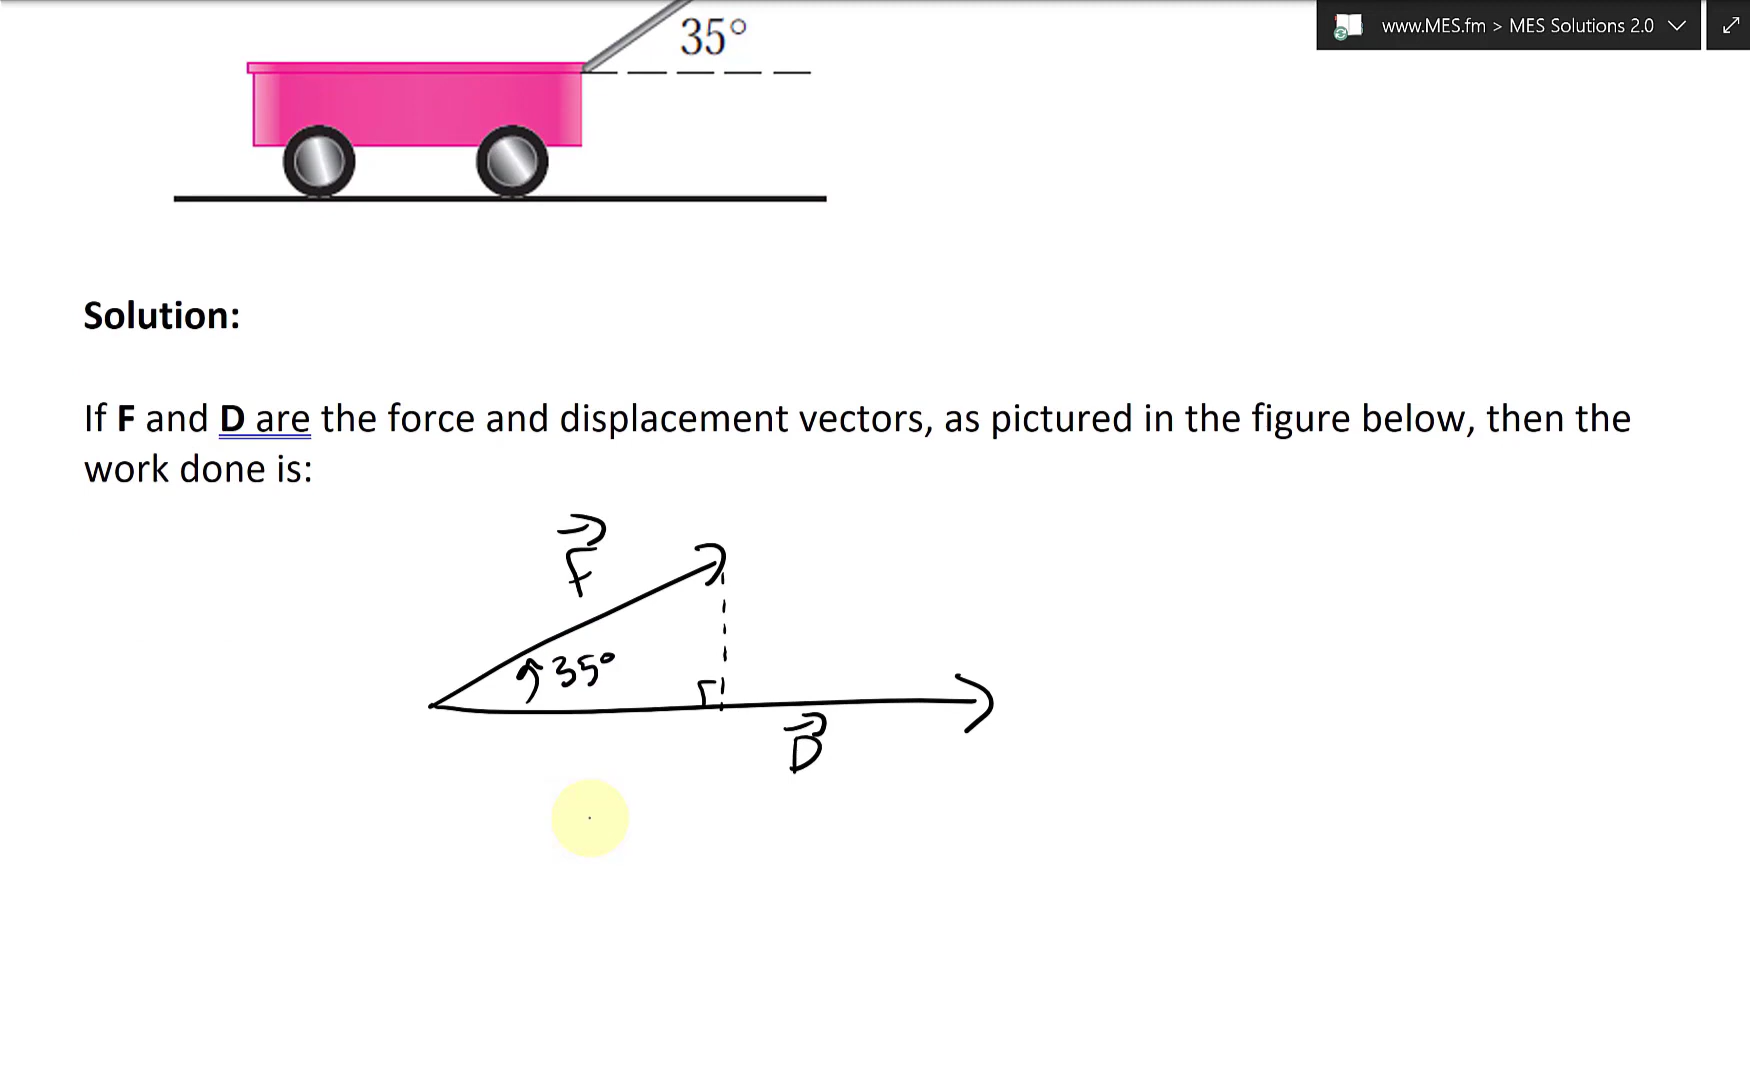 35°
www.MES.fm > MES Solutions 2.0
Solution:
If F and D are the force and displacement vectors, as pictured in the figure below, then the
work done is:
F
35°
D